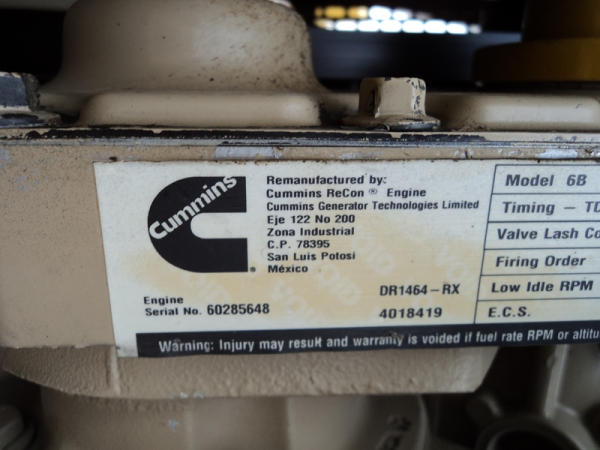 Cummins
Remanufactured by:
Cummins ReCon ® Engine
Cummins Generator Technologies Limited
Eje 122 No 200
Zona Industrial
C.P. 78395
San Luis Potosi
México
Engine
Serial No. 60285648
DR1464-RX
4018419
Model 6B
Timing - TD
Valve Lash Co
Firing Order
Low Idle RPM
E.C.S.
Warning: Injury may result and warranty is voided if fuel rate RPM or altitu